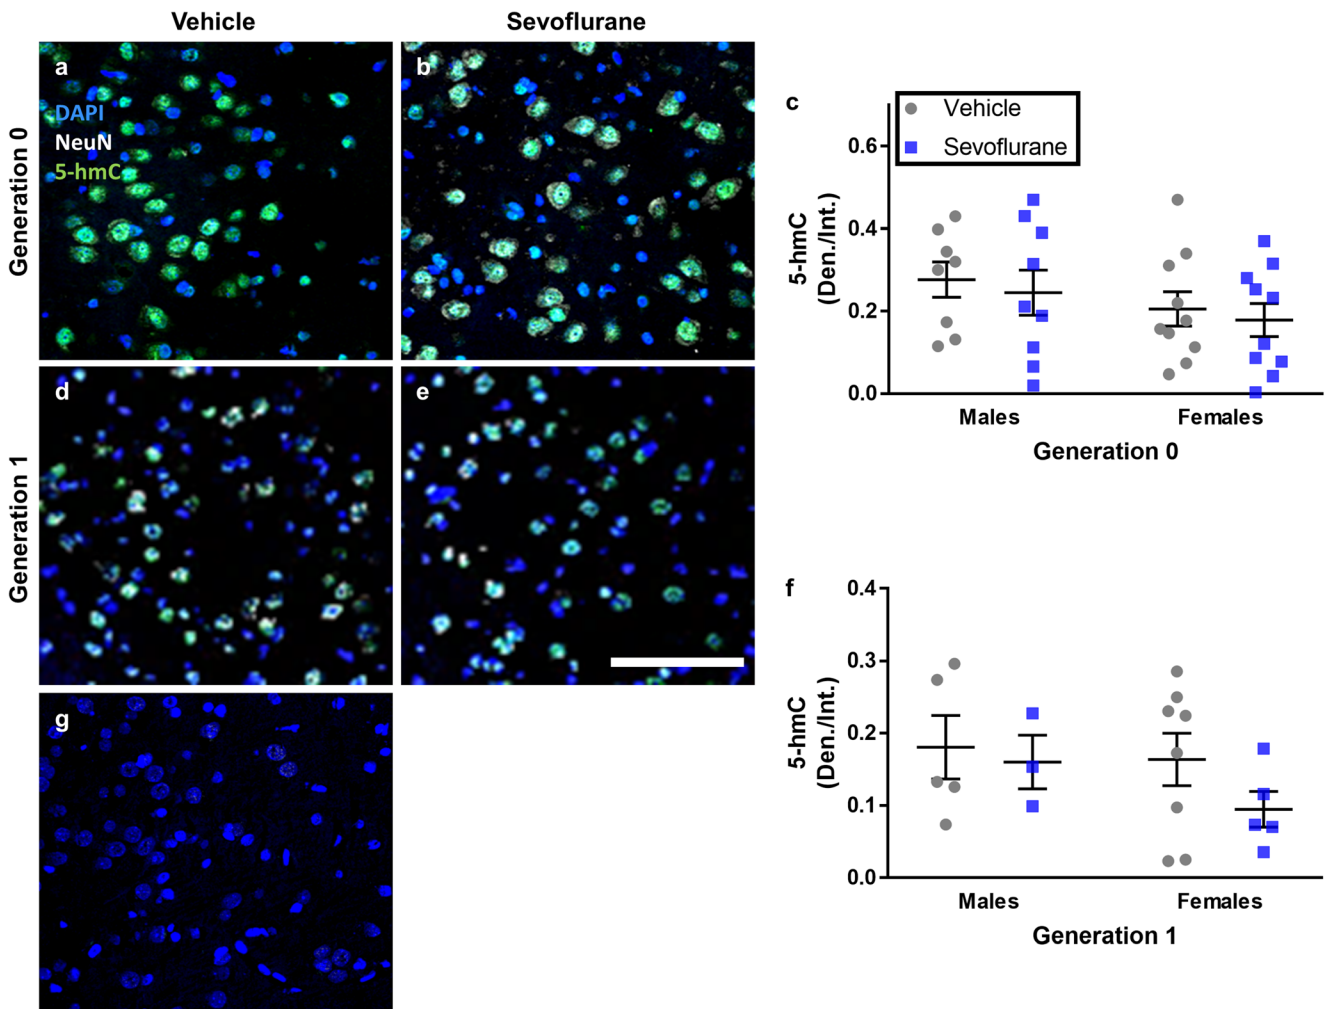 Vehicle
Sevoflurane
Generation 0
a
DAPI
NeuN
5-hmC
b
c
Vehicle
Sevoflurane
5-hmC
(Den./Int.)
0.6
0.4
0.2
0.0
Males
Females
Generation 0
Generation 1
d
e
f
5-hmC
(Den./Int.)
0.4
0.3
0.2
0.1
0.0
Males
Females
Generation 1
g